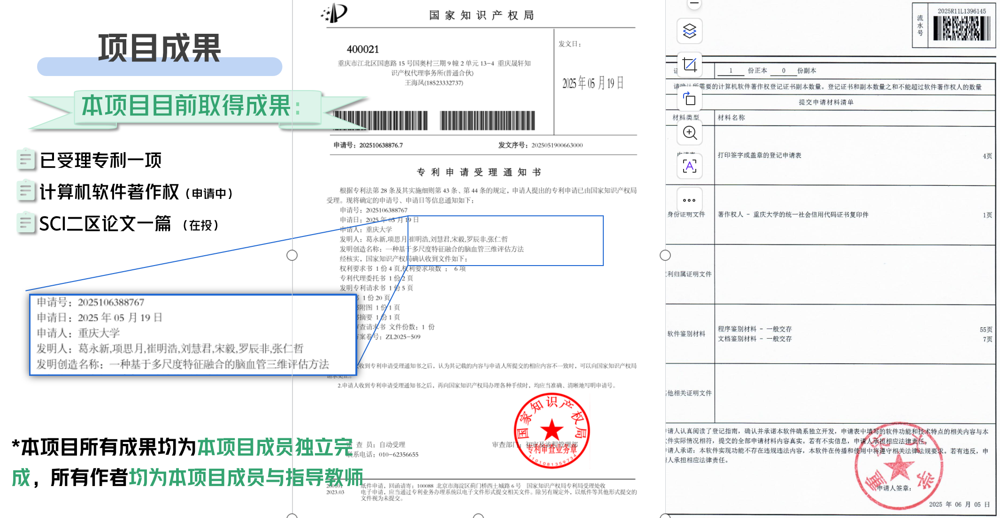 项目成果
本项目目前取得成果：
已受理专利一项
计算机软件著作权（申请中）
SCI二区论文一篇 （在投）
申请号：2025106388767
申请日：2025 年 05 月 19 日
申请人：重庆大学
发明人：葛永新,项思月,崔明浩,刘慧君,宋毅,罗辰非,张仁哲
发明创造名称：一种基于多尺度特征融合的脑血管三维评估方法
*本项目所有成果均为本项目成员独立完
成，所有作者均为本项目成员与指导教师
国家知识产权局
400021
重庆市江北区国惠路 15 号国奥村三期 9 幢 2 单元 13-4 重庆晟轩知
识产权代理事务所(普通合伙)
王海凤(18523332737)
发文日：
2025 年 05 月 19 日
申请号：202510638876.7
发文序号：2025051900663000
专利申请受理通知书
根据专利法第 28 条及其实施细则第 43 条、第 44 条的规定，申请人提出的专利申请已由国家知识产权局
受理。现将确定的申请号、申请日等信息通知如下：
申请号：2025106388767
申请日：2025 年 05 月 19 日
申请人：重庆大学
发明人：葛永新,项思月,崔明浩,刘慧君,宋毅,罗辰非,张仁哲
发明创造名称：一种基于多尺度特征融合的脑血管三维评估方法
经核实，国家知识产权局确认收到文件如下：
权利要求书 1 份 4 页,权利要求项数 ： 6 项
专利代理委托书 1 份 2 页
发明专利请求书 1 份 5 页
书 1 份 20 页
书附图 1 份 1 页
书摘要 1 份 1 页
审查请求书 文件份数：1 份
方案卷号：ZL2025-509
收到专利申请受理通知书之后，认为其记载的内容与申请人所提交的相应内容不一致时，可以向国家知识产权局
请求更正。
2.申请人收到专利申请受理通知书之后，再向国家知识产权局办理各种手续时，均应当准确、清晰地写明申请号。
国家知识产权局
专利审查业务章
1101081359734
审 查 员：自动受理
联系电话：010-62356655
审查部门：初审及流程管理部
200101
2023.03
纸件申请，回函请寄：100088 北京市海淀区蓟门桥西土城路 6 号 国家知识产权局专利局受理处收
电子申请，应当通过专利业务办理系统以电子文件形式提交相关文件。除另有规定外，以纸件等其他形式提交的
文件视为未提交。
流水号
2025R11L1396145
1 份正本 0 份副本
请确认所需要的计算机软件著作权登记证书副本数量。登记证书和副本数量之和不能超过软件著作权人的数量
提交申请材料清单
材料类型
材料名称
申请表
打印签字或盖章的登记申请表
4页
身份证明文件
著作权人 - 重庆大学的统一社会信用代码证书复印件
1页
利归属证明文件
软件鉴别材料
程序鉴别材料 - 一般交存
55页
文档鉴别材料 - 一般交存
7页
他相关证明文件
请人认真阅读了登记指南，确认并承诺本软件确系独立开发，申请表中填写的软件功能和技术特点的相关内容与本
件实际情况相符，提交的全部申请材料内容真实。若有不实信息，申请人承担相应法律责任。
请人承诺：本软件实现功能不存在违规违法内容，本软件在传播和使用中将遵守相关法律法规要求。若有违反，申
人承担相应法律责任。
重庆大学
申请人签章：
2025 年 06 月 05 日